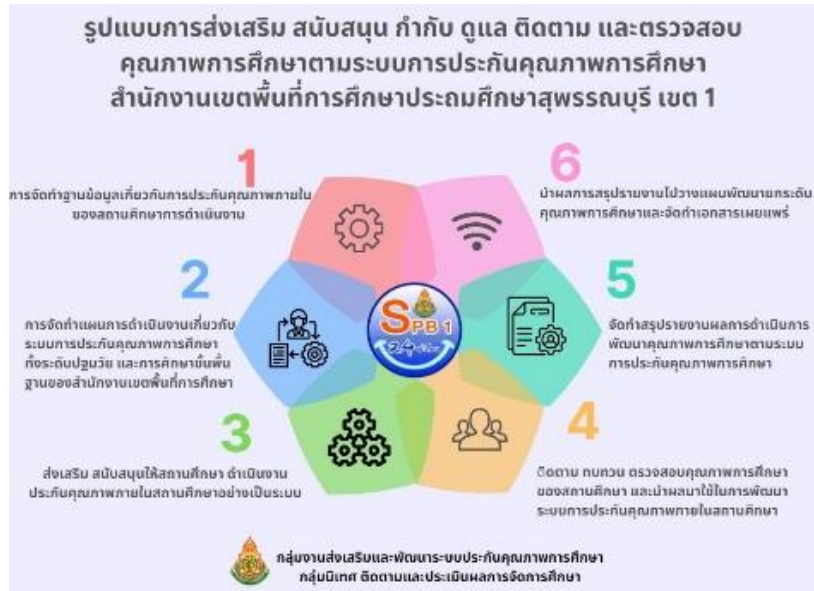 รูปแบบการส่งเสริม สนับสนุน กำกับ ดูแล ติดตาม และตรวจสอบ
คุณภาพการศึกษาตามระบบการประกันคุณภาพการศึกษา
สำนักงานเขตพื้นที่การศึกษาประถมศึกษาสุพรรณบุรี เขต 1
1
การจัดทำฐานข้อมูลเกี่ยวกับการประกันคุณภาพภายใน
ของสถานศึกษาการดำเนินงาน
2
การจัดทำแผนการดำเนินงานเกี่ยวกับ
ระบบการประกันคุณภาพการศึกษา
ทั้งระดับปฐมวัย และการศึกษาขั้นพื้น
ฐานของสำนักงานเขตพื้นที่การศึกษา
3
ส่งเสริม สนับสนุนให้สถานศึกษา ดำเนินงาน
ประกันคุณภาพภายในสถานศึกษาอย่างเป็นระบบ
6
นำผลการสรุปรายงานไปวางแผนพัฒนายกระดับ
คุณภาพการศึกษาและจัดทำเอกสารเผยแพร่
5
จัดทำสรุปรายงานผลการดำเนินการ
พัฒนาคุณภาพการศึกษาตามระบบ
การประกันคุณภาพการศึกษา
4
ติดตาม ทบทวน ตรวจสอบคุณภาพการศึกษา
ของสถานศึกษา และนำผลมาใช้ในการพัฒนา
ระบบการประกันคุณภาพภายในสถานศึกษา
SPB 1
กลุ่มงานส่งเสริมและพัฒนาระบบประกันคุณภาพการศึกษา
กลุ่มนิเทศ ติดตามและประเมินผลการจัดการศึกษา